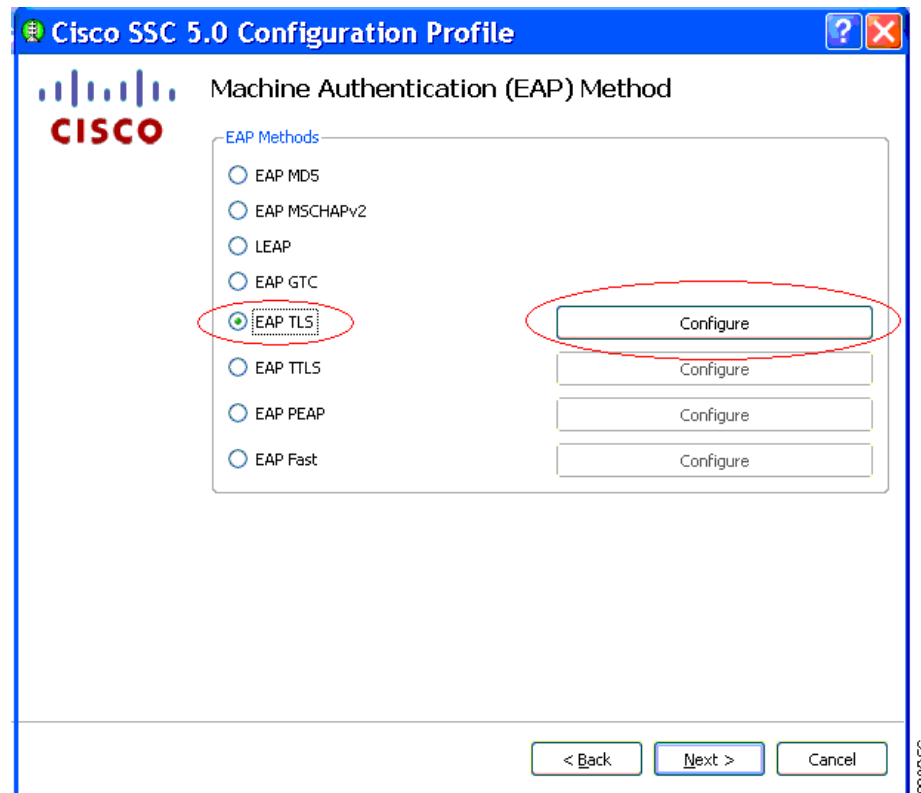 Cisco SSC 5.0 Configuration Profile
CISCO
Machine Authentication (EAP) Method
EAP Methods
EAP MD5
EAP MSCHAPv2
LEAP
EAP GTC
EAP TLS Configure
EAP TTLS Configure
EAP PEAP Configure
EAP Fast Configure
< Back Next > Cancel